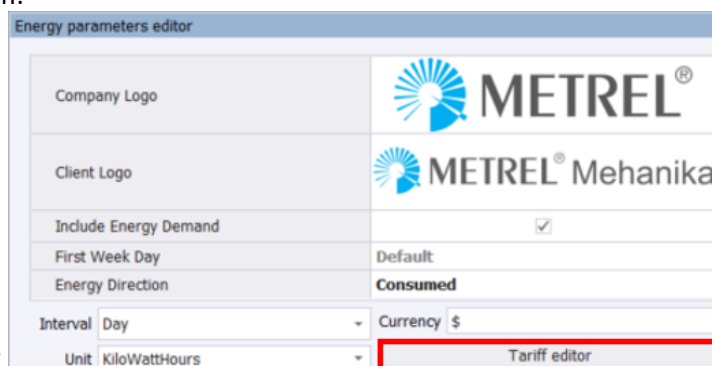 Energy parameters editor
Company Logo
METREL®
Client Logo
METREL® Mehanika
Include Energy Demand
First Week Day Default
Energy Direction Consumed
Interval Day Currency $
Unit KiloWattHours Tariff editor